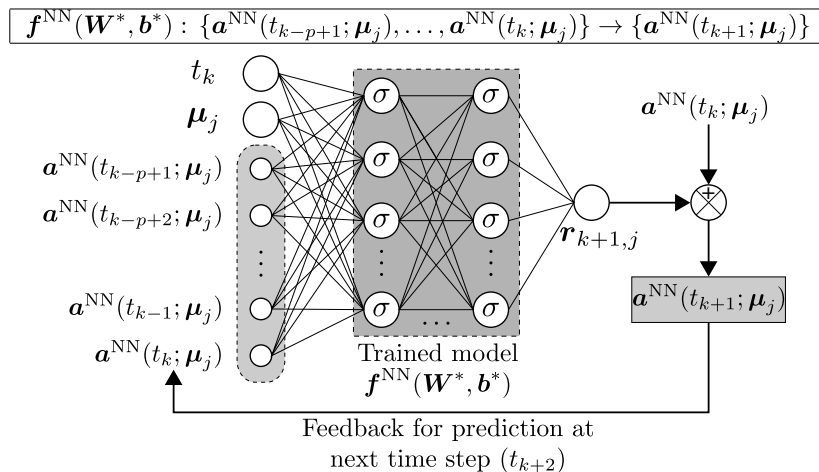 𝒇^NN(𝑾*, 𝒃*) : {𝒂^NN(t_{k−p+1}; 𝝁_j), . . . , 𝒂^NN(t_k; 𝝁_j)} → {𝒂^NN(t_{k+1}; 𝝁_j)}
t_k
𝝁_j
𝒂^NN(t_{k−p+1}; 𝝁_j)
𝒂^NN(t_{k−p+2}; 𝝁_j)
⋮
𝒂^NN(t_{k−1}; 𝝁_j)
𝒂^NN(t_k; 𝝁_j)
σ σ
σ σ
σ σ
⋮ ⋮
σ σ
. . .
Trained model
𝒇^NN(𝑾*, 𝒃*)
𝒓_{k+1,j}
𝒂^NN(t_k; 𝝁_j)
+
𝒂^NN(t_{k+1}; 𝝁_j)
Feedback for prediction at
next time step (t_{k+2})